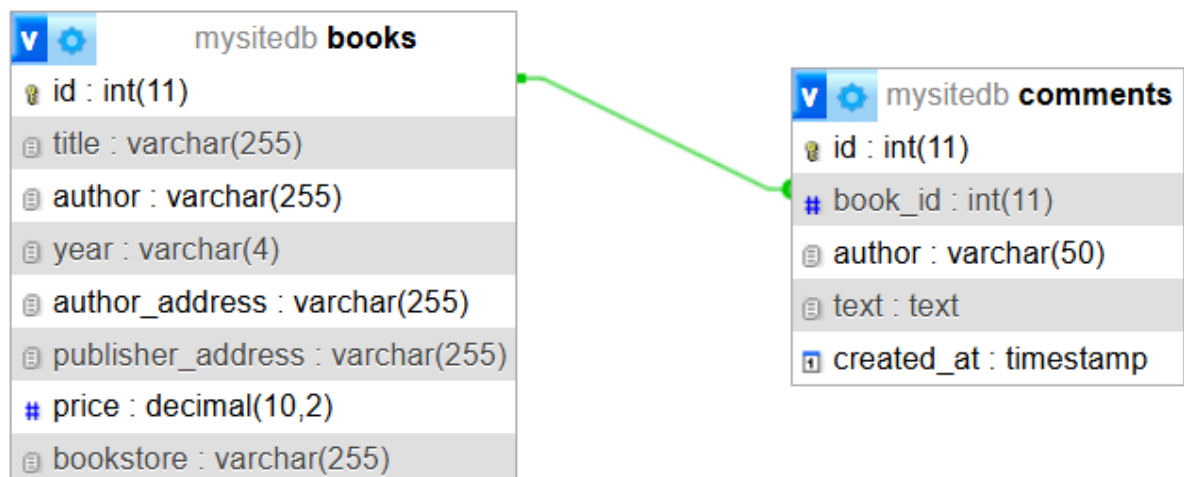 v mysitedb books
id : int(11)
title : varchar(255)
author : varchar(255)
year : varchar(4)
author_address : varchar(255)
publisher_address : varchar(255)
# price : decimal(10,2)
bookstore : varchar(255)
v mysitedb comments
id : int(11)
# book_id : int(11)
author : varchar(50)
text : text
1 created_at : timestamp